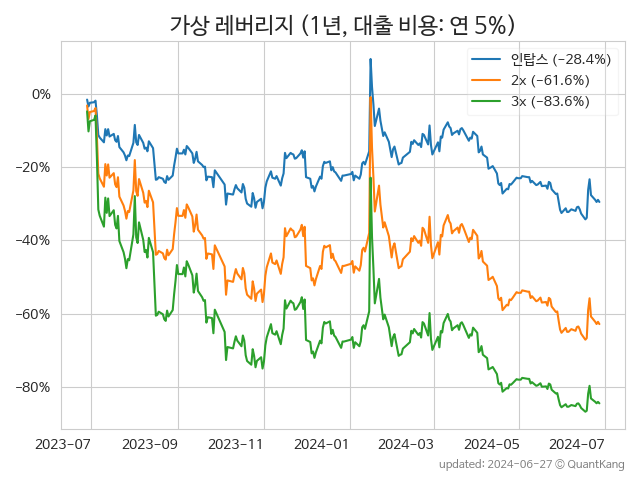 가상 레버리지 (1년, 대출 비용: 연 5%)
인탑스 (−28.4%)
2x (−61.6%)
3x (−83.6%)
0%
−20%
−40%
−60%
−80%
2023-07 2023-09 2023-11 2024-01 2024-03 2024-05 2024-07
updated: 2024-06-27 © QuantKang